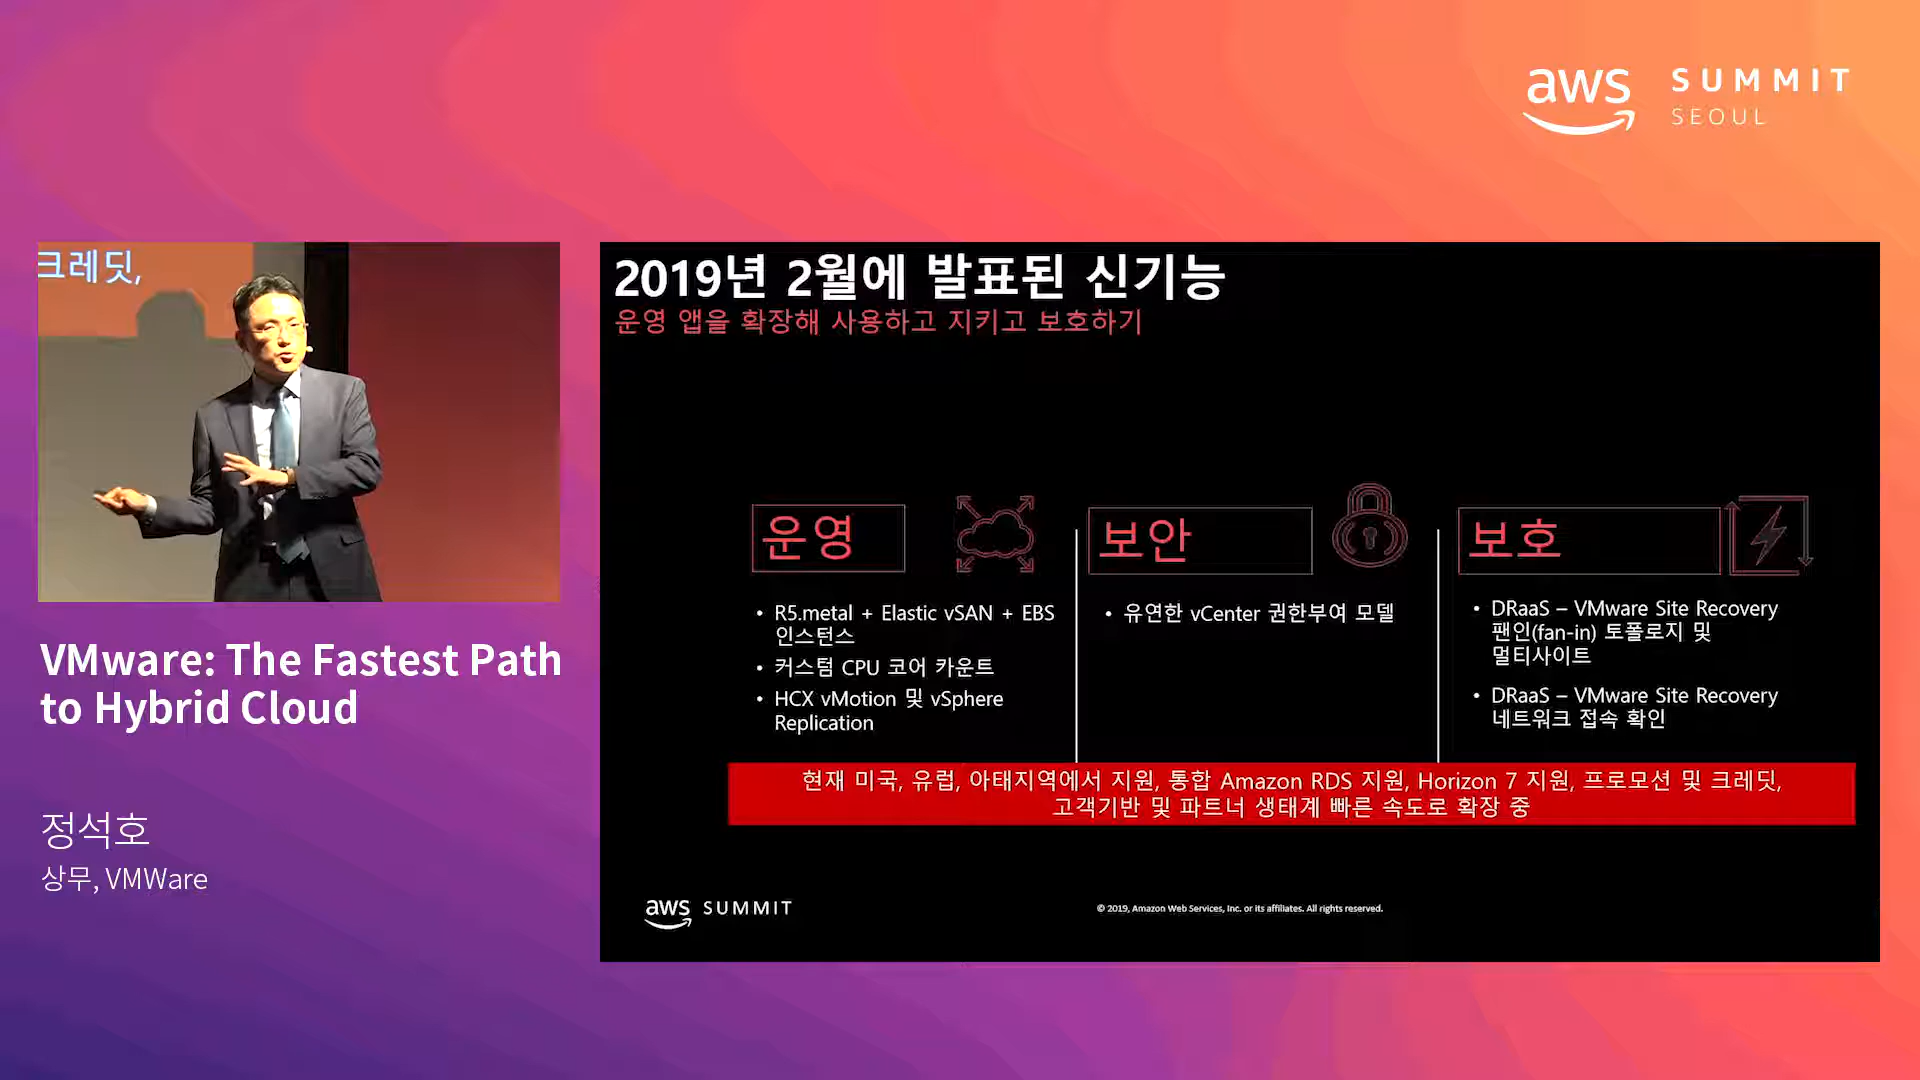 aws SUMMIT
SEOUL
크레딧,
VMware: The Fastest Path
to Hybrid Cloud
정석호
상무, VMWare
2019년 2월에 발표된 신기능
운영 앱을 확장해 사용하고 지키고 보호하기
운영
• R5.metal + Elastic vSAN + EBS
인스턴스
• 커스텀 CPU 코어 카운트
• HCX vMotion 및 vSphere
Replication
보안
• 유연한 vCenter 권한부여 모델
보호
• DRaaS – VMware Site Recovery
팬인(fan-in) 토폴로지 및
멀티사이트
• DRaaS – VMware Site Recovery
네트워크 접속 확인
현재 미국, 유럽, 아태지역에서 지원, 통합 Amazon RDS 지원, Horizon 7 지원, 프로모션 및 크레딧,
고객기반 및 파트너 생태계 빠른 속도로 확장 중
aws SUMMIT
© 2019, Amazon Web Services, Inc. or its affiliates. All rights reserved.